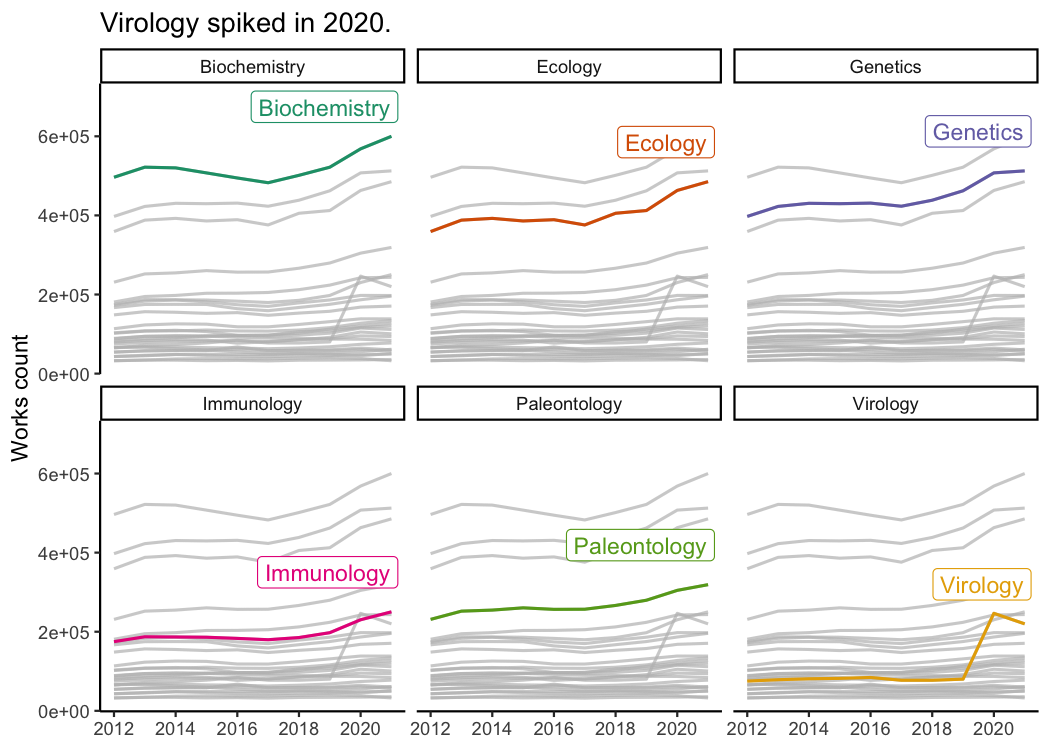 Virology spiked in 2020.
Biochemistry
Ecology
Genetics
Biochemistry
Ecology
Genetics
6e+05
4e+05
2e+05
0e+00
Works count
Immunology
Paleontology
Virology
Immunology
Paleontology
Virology
6e+05
4e+05
2e+05
0e+00
2012 2014 2016 2018 2020 2012 2014 2016 2018 2020 2012 2014 2016 2018 2020